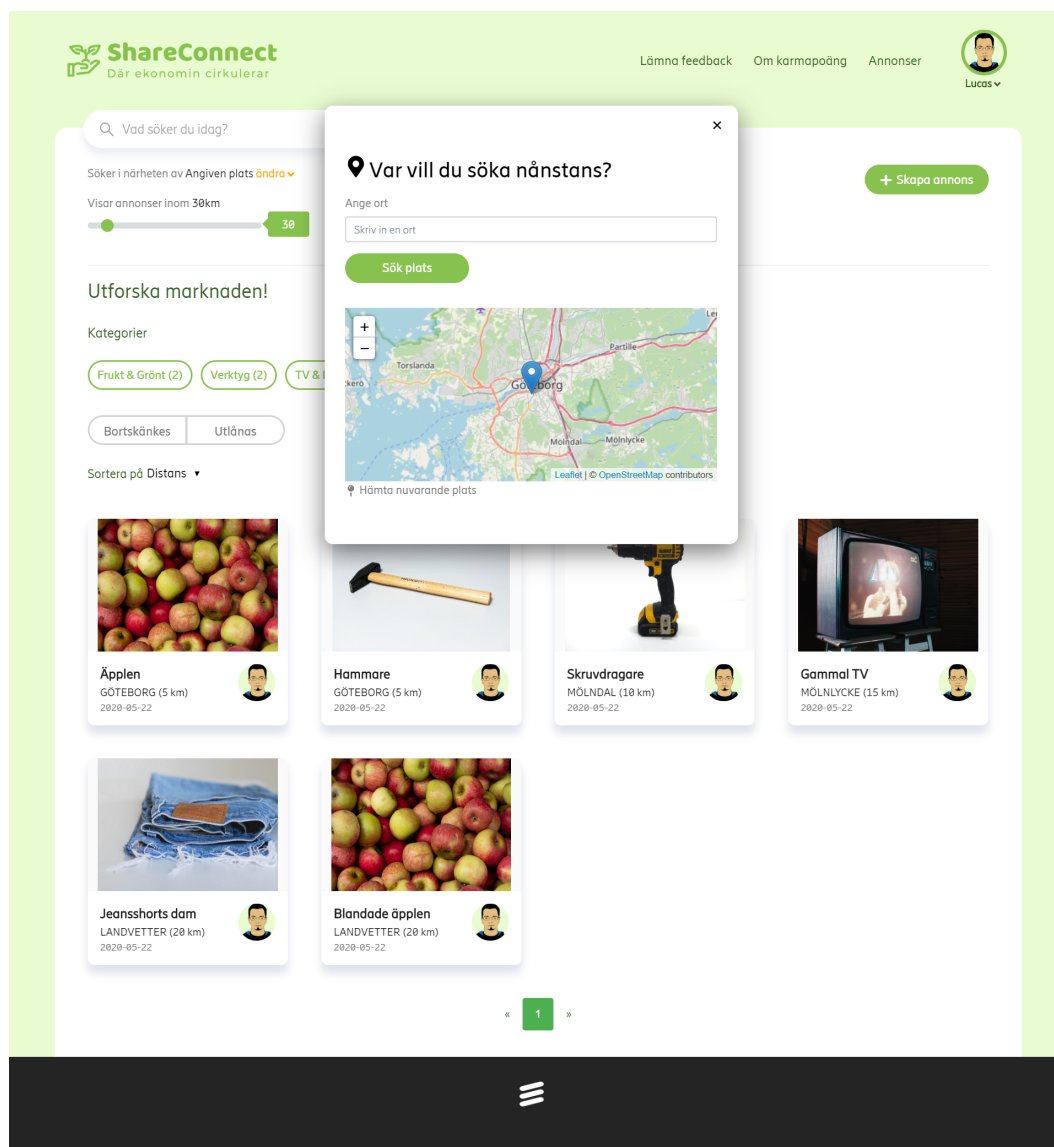 ShareConnect
Där ekonomin cirkulerar
Lämna feedback Om karmapoäng Annonser
Lucas
Vad söker du idag?
Söker i närheten av Angiven plats ändra
Visar annonser inom 30km
30
+ Skapa annons
×
Var vill du söka nånstans?
Ange ort
Skriv in en ort
Sök plats
+
−
Torslanda
Partille
Göteborg
Mölndal
Mölnlycke
Leaflet | © OpenStreetMap contributors
Hämta nuvarande plats
Utforska marknaden!
Kategorier
Frukt & Grönt (2) Verktyg (2) TV &
Bortskänkes Utlånas
Sortera på Distans ▼
Äpplen
GÖTEBORG (5 km)
2020-05-22
Hammare
GÖTEBORG (5 km)
2020-05-22
Skruvdragare
MÖLNDAL (10 km)
2020-05-22
Gammal TV
MÖLNLYCKE (15 km)
2020-05-22
Jeansshorts dam
LANDVETTER (20 km)
2020-05-22
Blandade äpplen
LANDVETTER (20 km)
2020-05-22
« 1 »